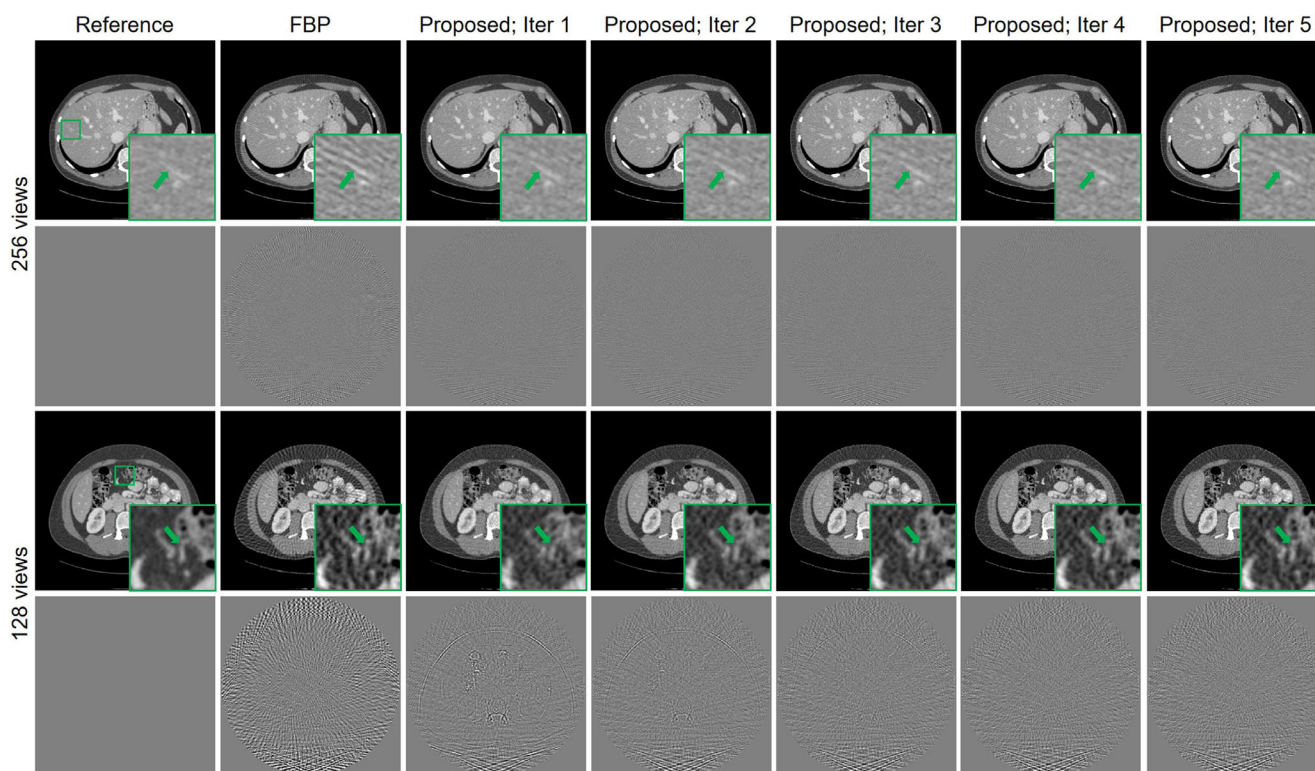 Reference
FBP
Proposed; Iter 1
Proposed; Iter 2
Proposed; Iter 3
Proposed; Iter 4
Proposed; Iter 5
256 views
128 views